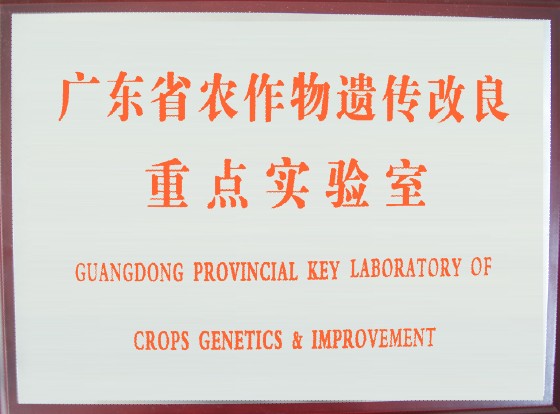 广东省农作物遗传改良
重点实验室
GUANGDONG PROVINCIAL KEY LABORATORY OF
CROPS GENETICS & IMPROVEMENT